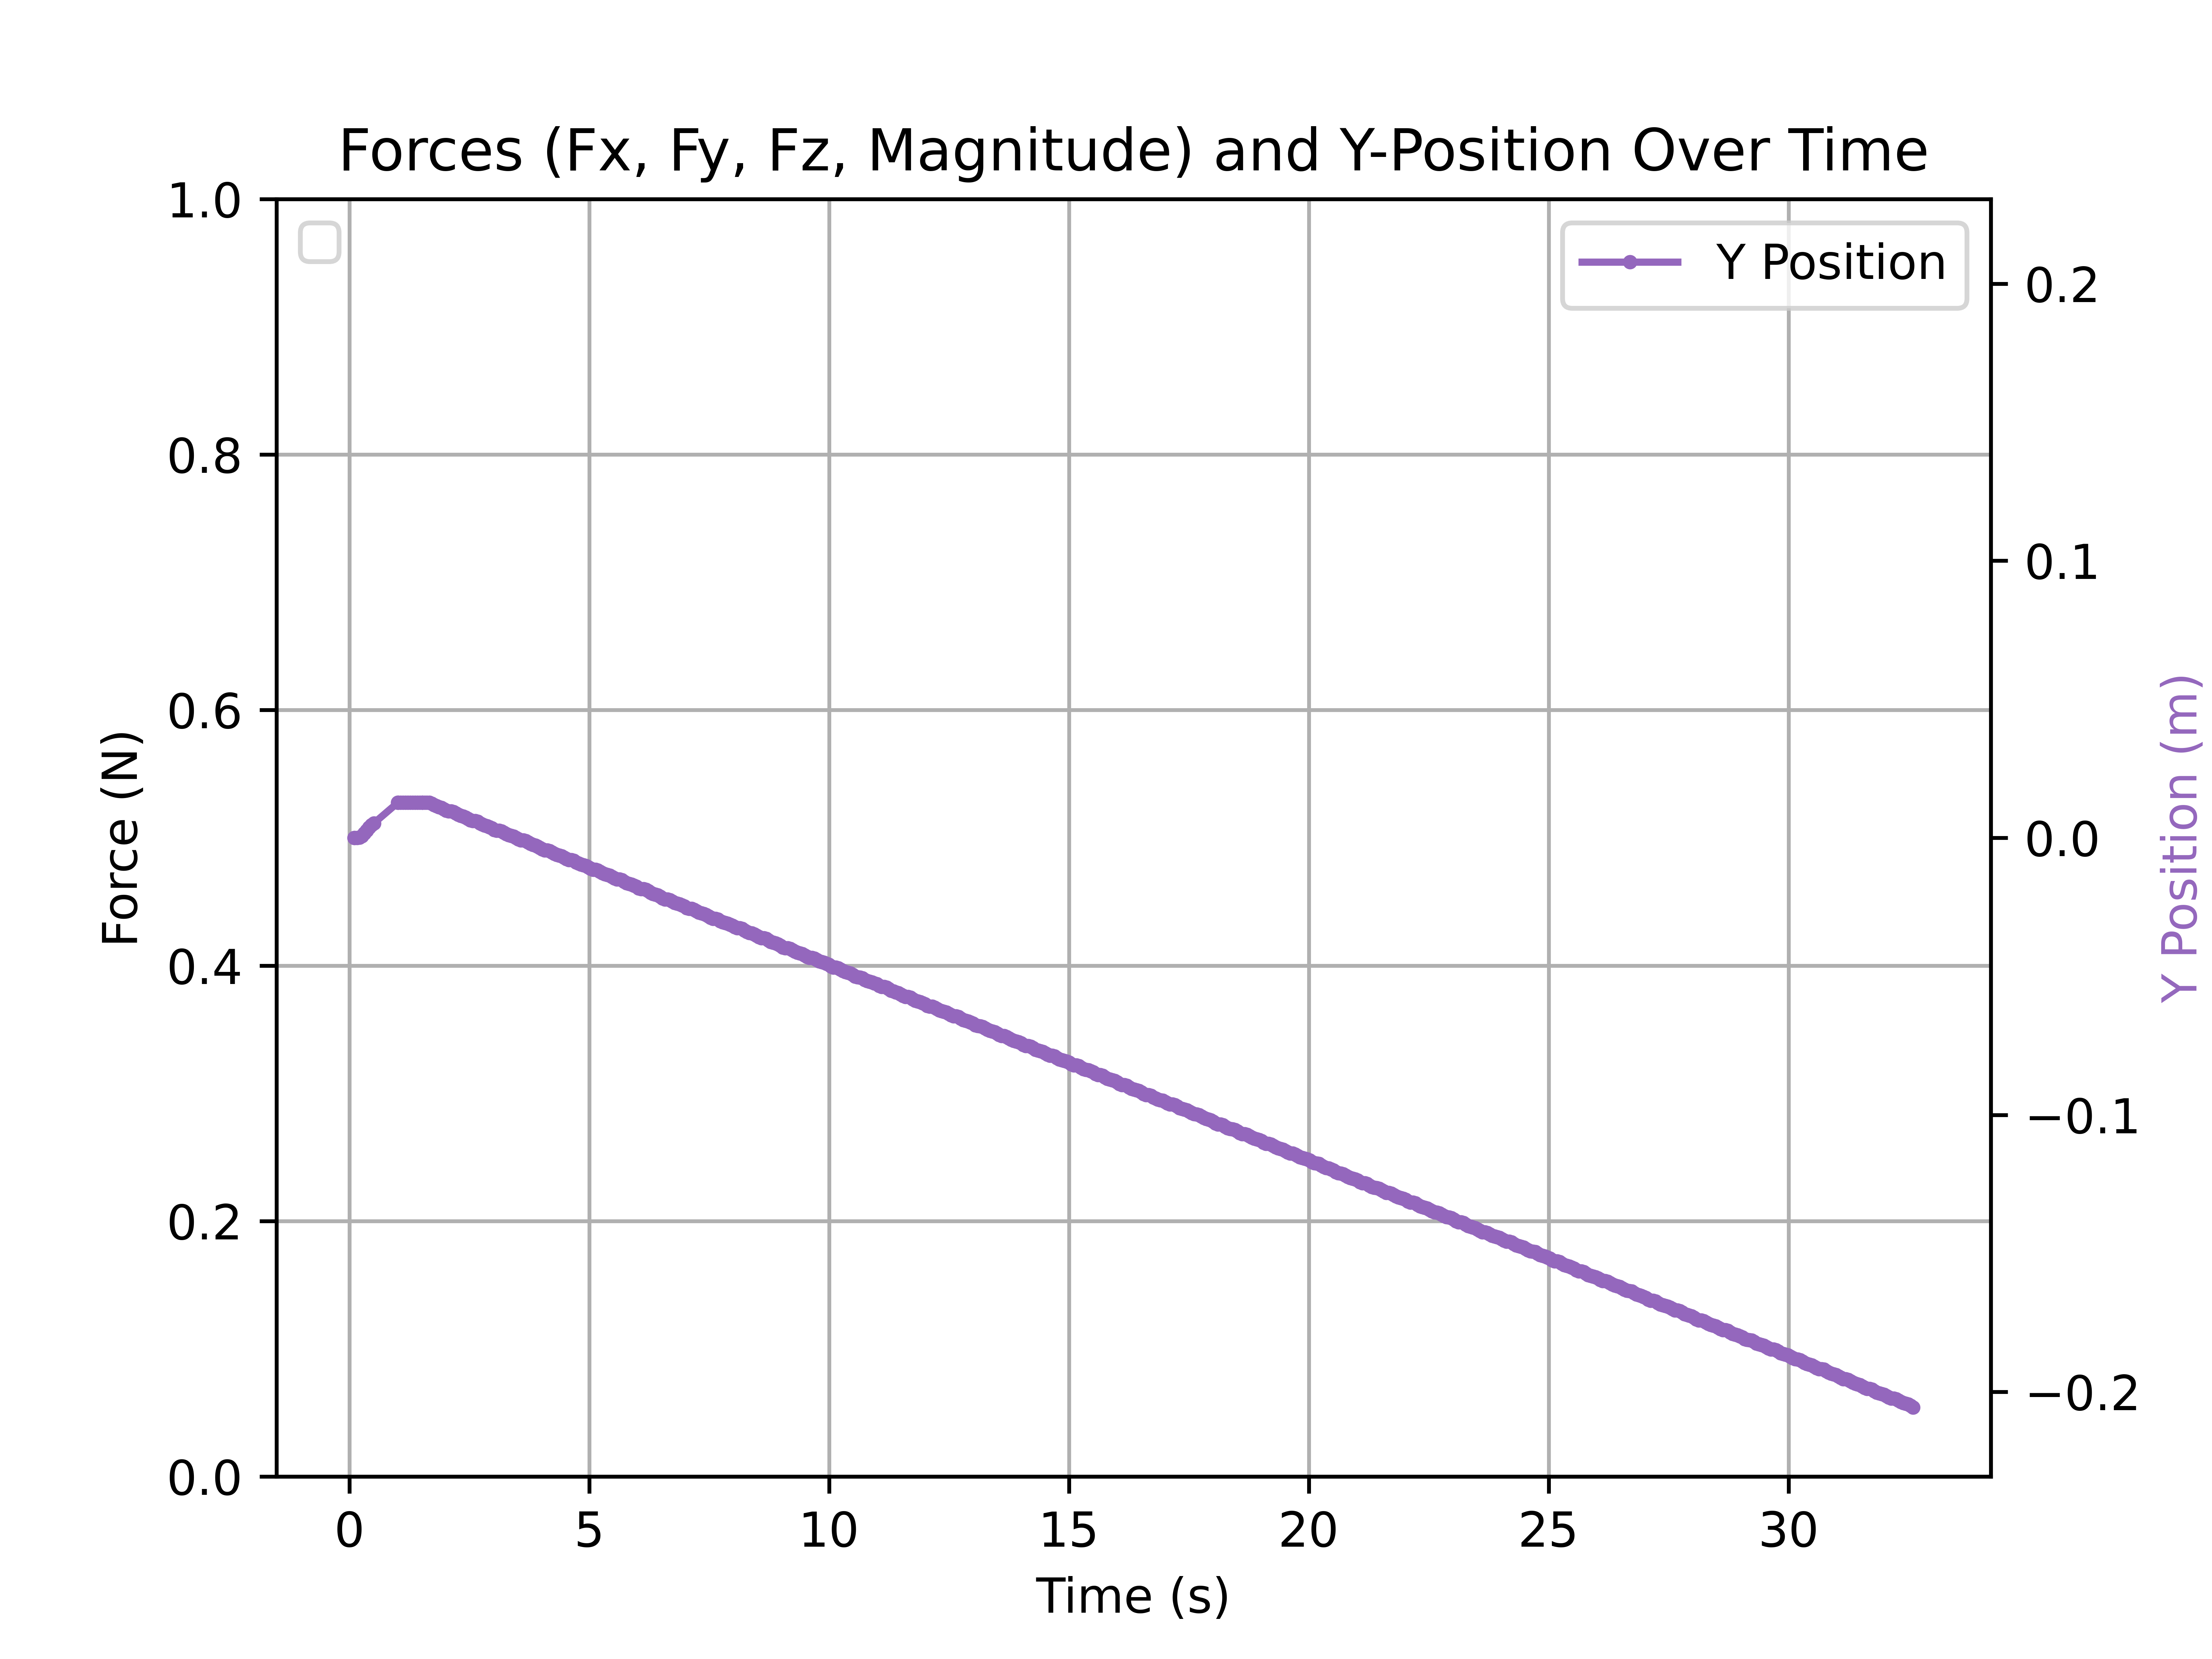 Forces (Fx, Fy, Fz, Magnitude) and Y-Position Over Time
Y Position
Force (N)
1.0
0.8
0.6
0.4
0.2
0.0
0 5 10 15 20 25 30
Time (s)
0.2
0.1
0.0
−0.1
−0.2
Y Position (m)